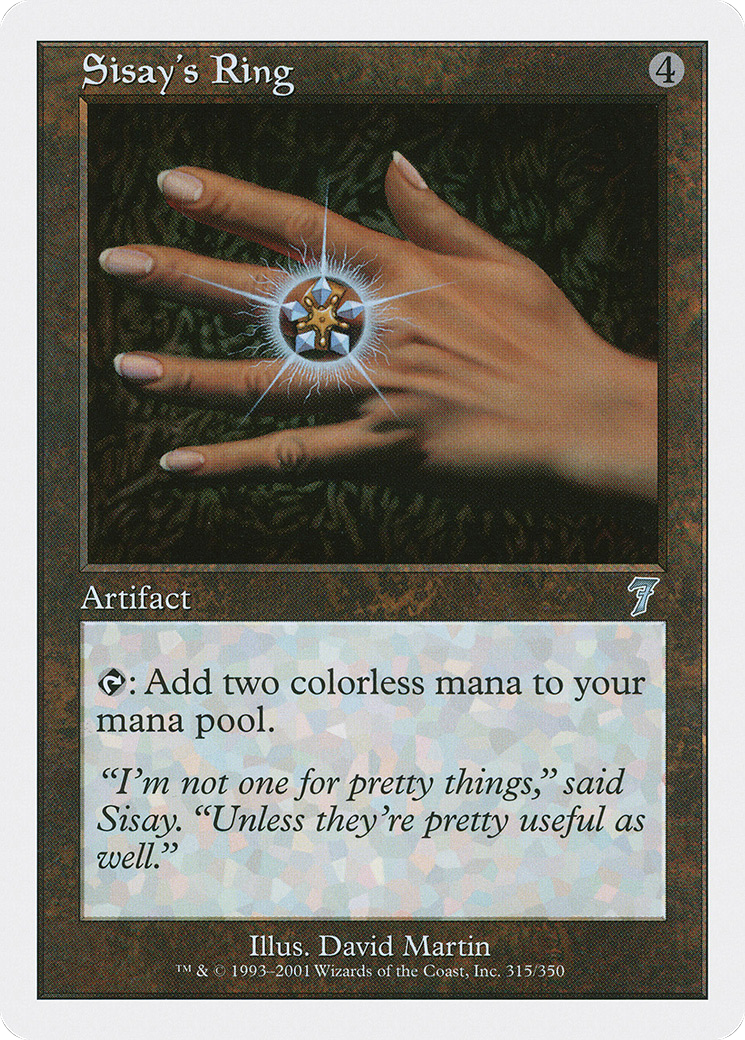 Sisay's Ring
4
Artifact
7
: Add two colorless mana to your
mana pool.
“I'm not one for pretty things,” said
Sisay. “Unless they're pretty useful as
well.”
Illus. David Martin
™ & © 1993–2001 Wizards of the Coast, Inc. 315/350